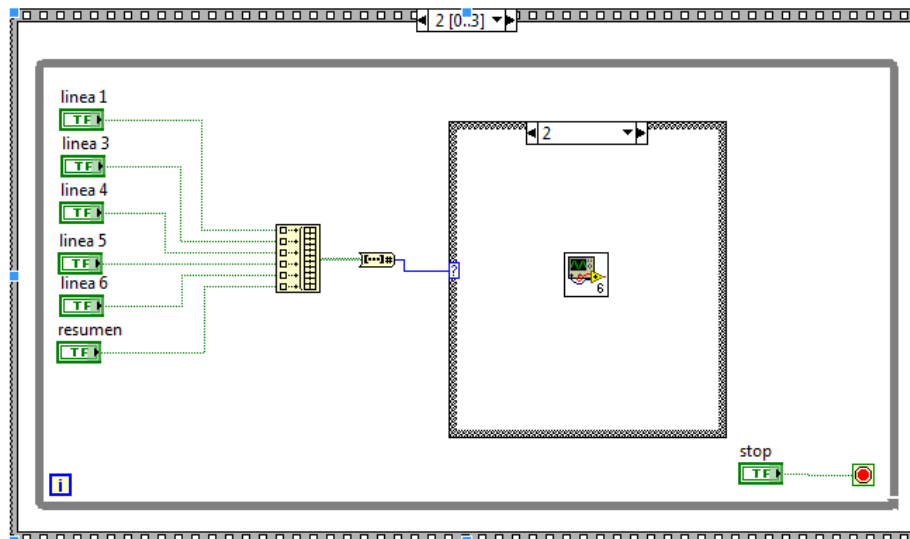 2 [0..3]
linea 1
TF
linea 3
TF
linea 4
TF
linea 5
TF
linea 6
TF
resumen
TF
[...]#
?
2
6
stop
TF
i